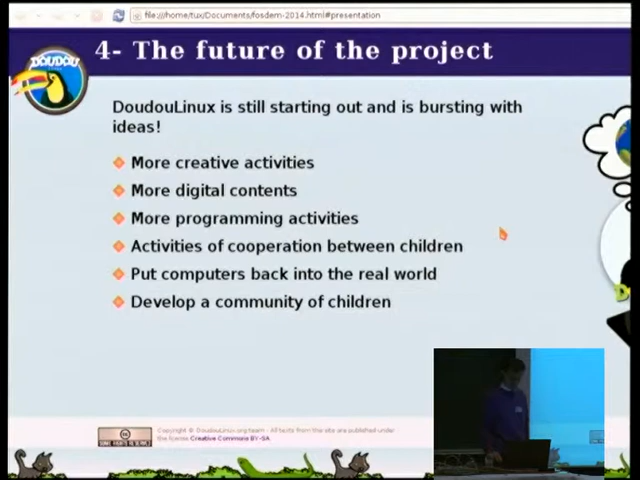 file:///home/tux/Documents/fosdem-2014.html#presentation
4- The future of the project
DOUDOU
DoudouLinux is still starting out and is bursting with
ideas!
More creative activities
More digital contents
More programming activities
Activities of cooperation between children
Put computers back into the real world
Develop a community of children
cc
SOME RIGHTS RESERVED
Copyright © DoudouLinux.org team - All texts from this site are published under
the license Creative Commons BY-SA